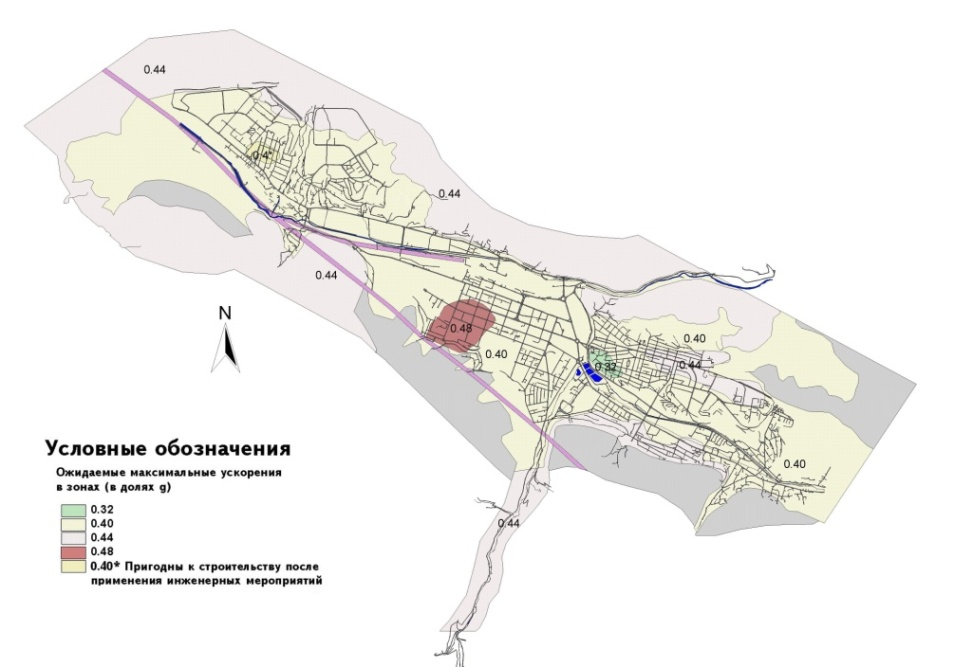 0.44
0.4*
0.44
0.44
N
0.48
0.40
0.40
0.32
0.44
0.40
0.44
Условные обозначения
Ожидаемые максимальные ускорения
в зонах (в долях g)
0.32
0.40
0.44
0.48
0.40* Пригодны к строительству после
применения инженерных мероприятий